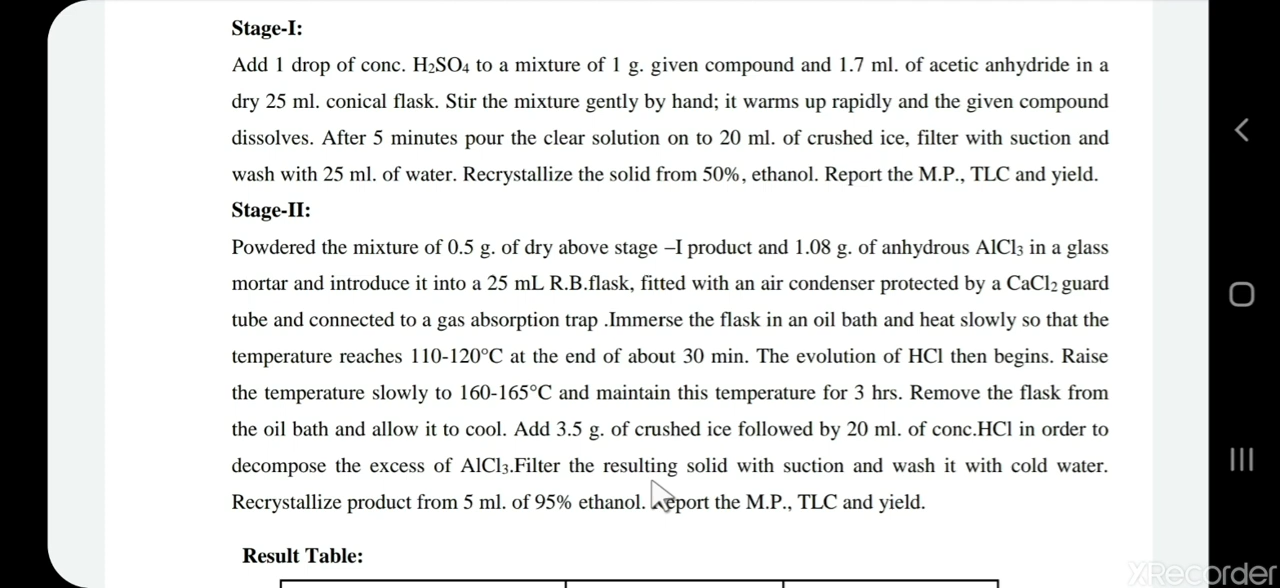 Stage-I:
Add 1 drop of conc. H₂SO₄ to a mixture of 1 g. given compound and 1.7 ml. of acetic anhydride in a
dry 25 ml. conical flask. Stir the mixture gently by hand; it warms up rapidly and the given compound
dissolves. After 5 minutes pour the clear solution on to 20 ml. of crushed ice, filter with suction and
wash with 25 ml. of water. Recrystallize the solid from 50%, ethanol. Report the M.P., TLC and yield.
Stage-II:
Powdered the mixture of 0.5 g. of dry above stage –I product and 1.08 g. of anhydrous AlCl₃ in a glass
mortar and introduce it into a 25 mL R.B.flask, fitted with an air condenser protected by a CaCl₂ guard
tube and connected to a gas absorption trap .Immerse the flask in an oil bath and heat slowly so that the
temperature reaches 110-120°C at the end of about 30 min. The evolution of HCl then begins. Raise
the temperature slowly to 160-165°C and maintain this temperature for 3 hrs. Remove the flask from
the oil bath and allow it to cool. Add 3.5 g. of crushed ice followed by 20 ml. of conc.HCl in order to
decompose the excess of AlCl₃.Filter the resulting solid with suction and wash it with cold water.
Recrystallize product from 5 ml. of 95% ethanol. Report the M.P., TLC and yield.
Result Table:
XRecorder